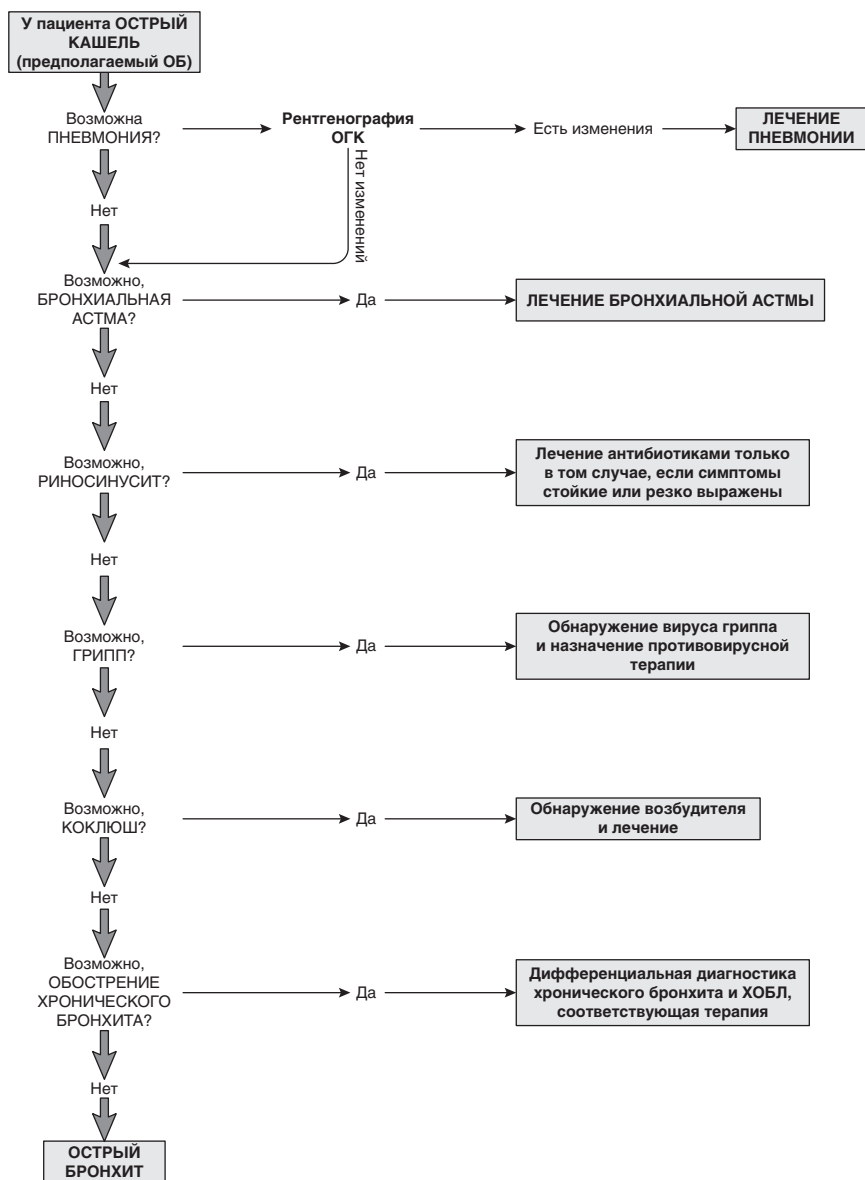 У пациента ОСТРЫЙ
КАШЕЛЬ
(предполагаемый ОБ)
Возможна
ПНЕВМОНИЯ?
Рентгенография
ОГК
Есть изменения
ЛЕЧЕНИЕ
ПНЕВМОНИИ
Нет изменений
Нет
Возможно,
БРОНХИАЛЬНАЯ
АСТМА?
Да
ЛЕЧЕНИЕ БРОНХИАЛЬНОЙ АСТМЫ
Нет
Возможно,
РИНОСИНУСИТ?
Да
Лечение антибиотиками только
в том случае, если симптомы
стойкие или резко выражены
Нет
Возможно,
ГРИПП?
Да
Обнаружение вируса гриппа
и назначение противовирусной
терапии
Нет
Возможно,
КОКЛЮШ?
Да
Обнаружение возбудителя
и лечение
Нет
Возможно,
ОБОСТРЕНИЕ
ХРОНИЧЕСКОГО
БРОНХИТА?
Да
Дифференциальная диагностика
хронического бронхита и ХОБЛ,
соответствующая терапия
Нет
ОСТРЫЙ
БРОНХИТ